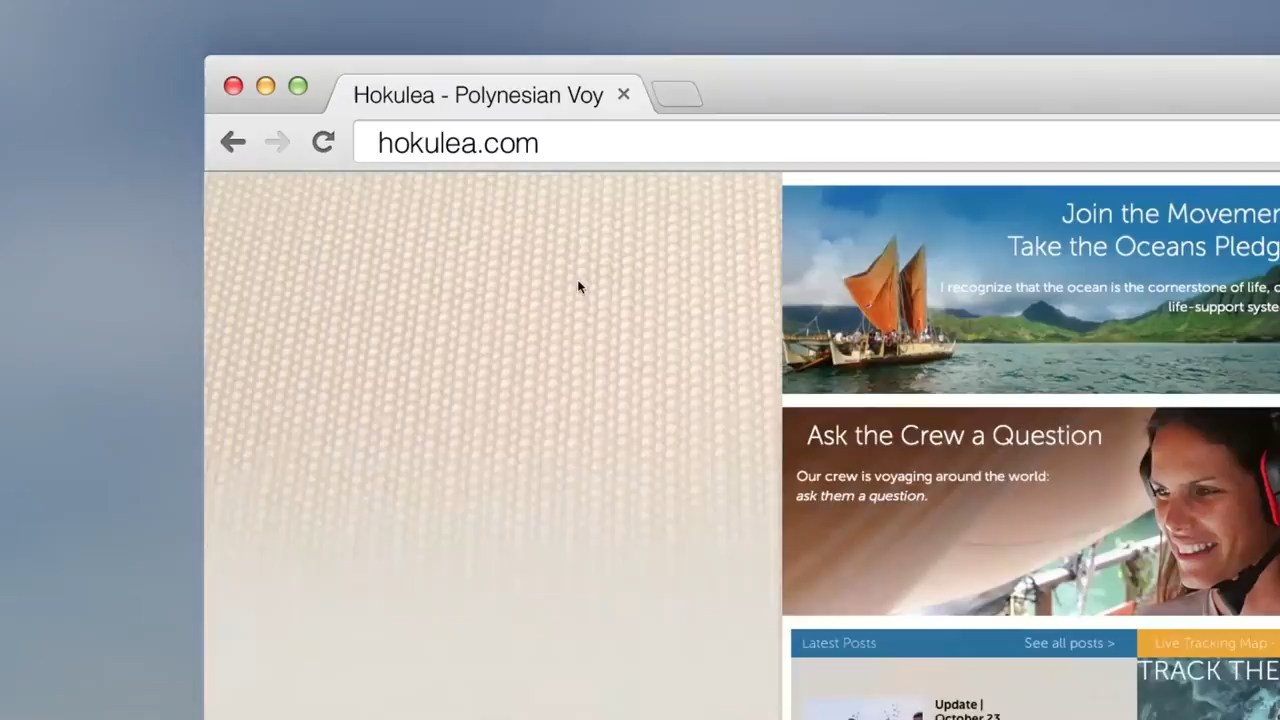 Hokulea - Polynesian Voy
hokulea.com
Join the Movemen
Take the Oceans Pledg
I recognize that the ocean is the cornerstone of life, o
life-support syste
Ask the Crew a Question
Our crew is voyaging around the world:
ask them a question.
Latest Posts
See all posts >
Live Tracking Map -
TRACK THE
Update |
October 23